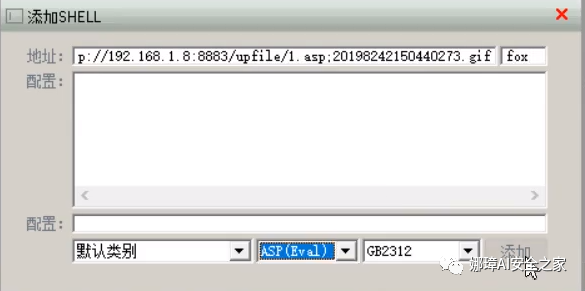 添加SHELL
地址: p://192.168.1.8:8883/upfile/1.asp;20198242150440273.gif fox
配置:
配置:
默认类别 ASP(Eval) GB2312 添加
娜璋AI安全之家